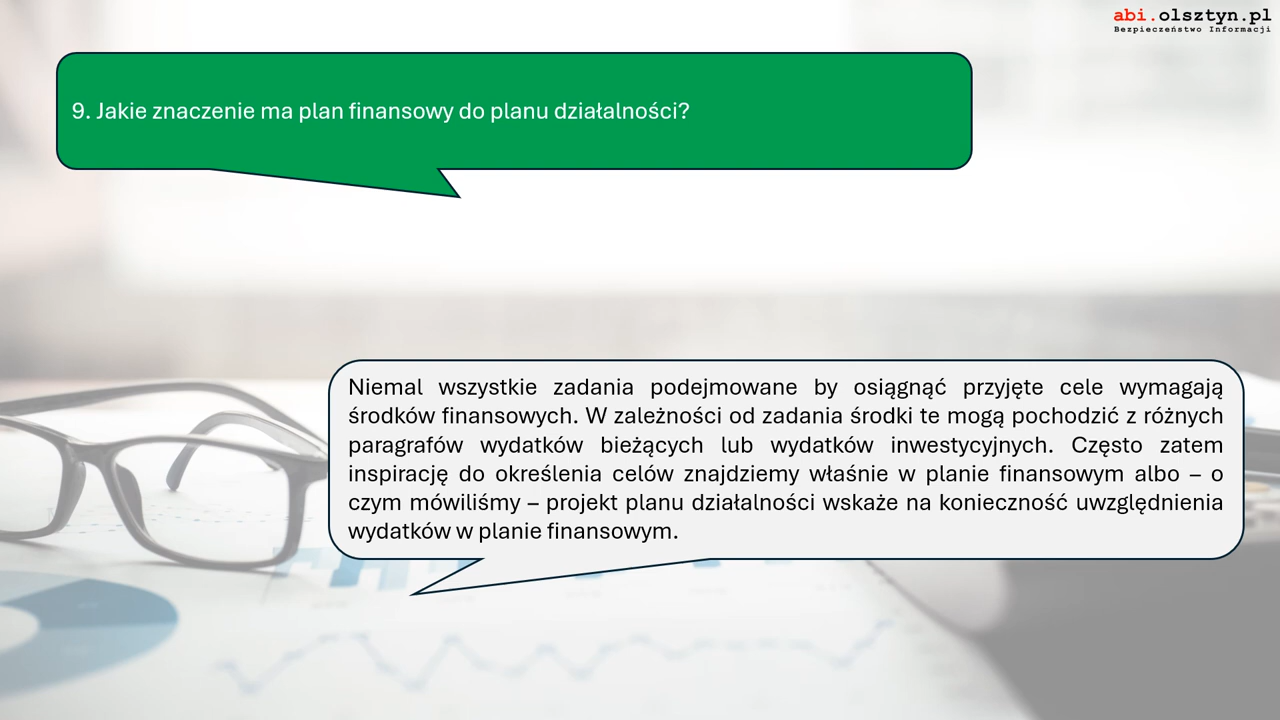 abi.olsztyn.pl
Bezpieczeństwo Informacji
9. Jakie znaczenie ma plan finansowy do planu działalności?
Niemal wszystkie zadania podejmowane by osiągnąć przyjęte cele wymagają
środków finansowych. W zależności od zadania środki te mogą pochodzić z różnych
paragrafów wydatków bieżących lub wydatków inwestycyjnych. Często zatem
inspirację do określenia celów znajdziemy właśnie w planie finansowym albo – o
czym mówiliśmy – projekt planu działalności wskaże na konieczność uwzględnienia
wydatków w planie finansowym.